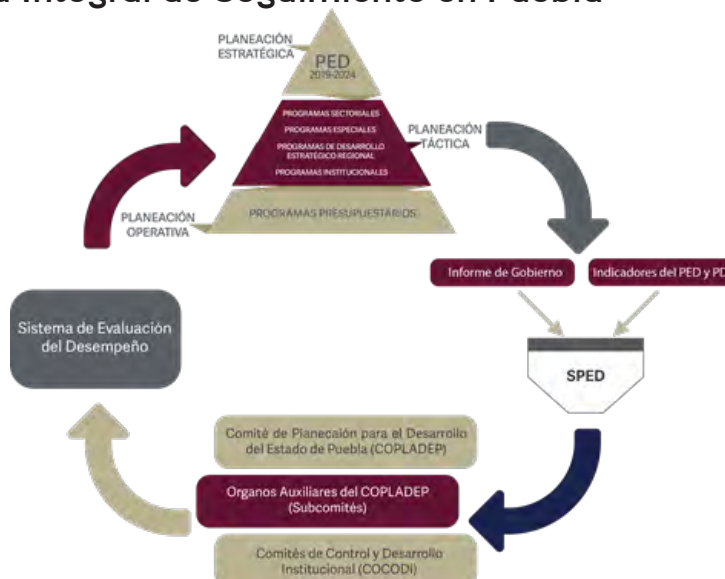 Integral de Seguimiento en Puebla
PLANEACIÓN
ESTRATÉGICA
PED
2019-2024
PROGRAMAS SECTORIALES
PROGRAMAS ESPECIALES
PROGRAMAS DE DESARROLLO
ESTRATÉGICO REGIONAL
PROGRAMAS INSTITUCIONALES
PLANEACIÓN
TÁCTICA
PLANEACIÓN
OPERATIVA
PROGRAMAS PRESUPUESTÁRIOS
Informe de Gobierno
Indicadores del PED y PD
SPED
Sistema de Evaluación
del Desempeño
Comité de Planecaión para el Desarrollo
del Estado de Puebla (COPLADEP)
Organos Auxiliares del COPLADEP
(Subcomités)
Comités de Control y Desarrollo
Institucional (COCODI)